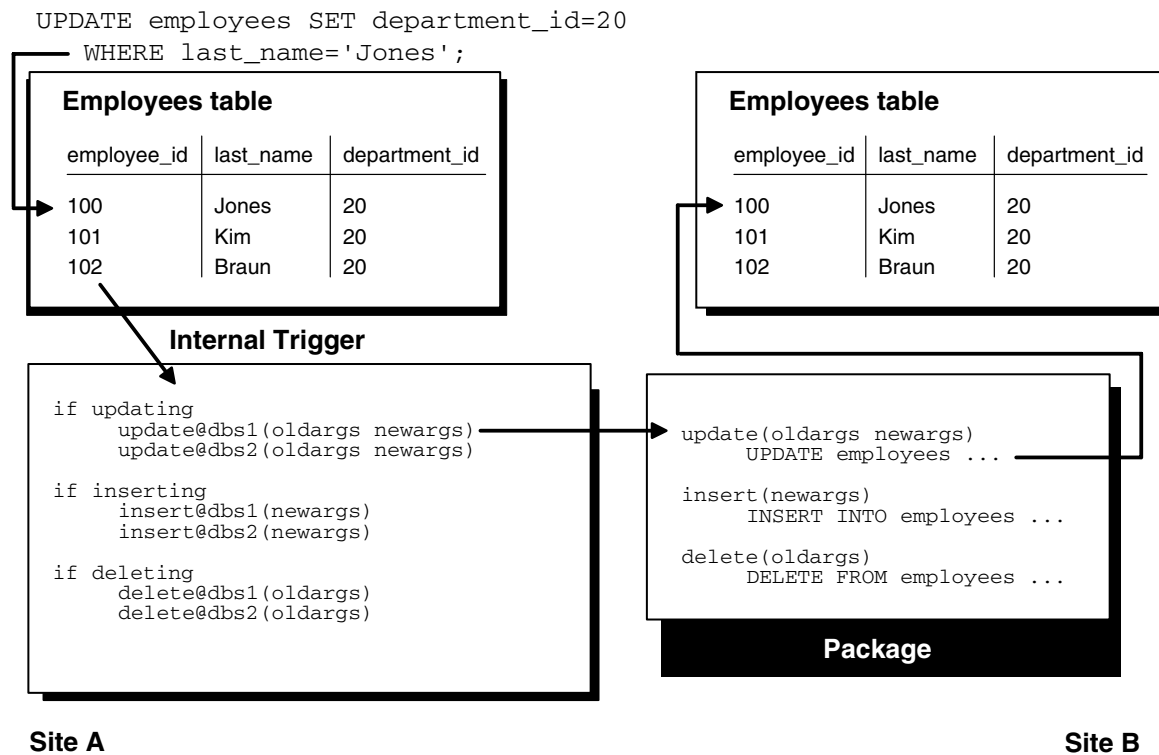 UPDATE employees SET department_id=20
WHERE last_name='Jones';
Employees table
employee_id last_name department_id
100 Jones 20
101 Kim 20
102 Braun 20
Employees table
employee_id last_name department_id
100 Jones 20
101 Kim 20
102 Braun 20
Internal Trigger
if updating
update@dbs1(oldargs newargs)
update@dbs2(oldargs newargs)
if inserting
insert@dbs1(newargs)
insert@dbs2(newargs)
if deleting
delete@dbs1(oldargs)
delete@dbs2(oldargs)
update(oldargs newargs)
UPDATE employees ...
insert(newargs)
INSERT INTO employees ...
delete(oldargs)
DELETE FROM employees ...
Package
Site A
Site B